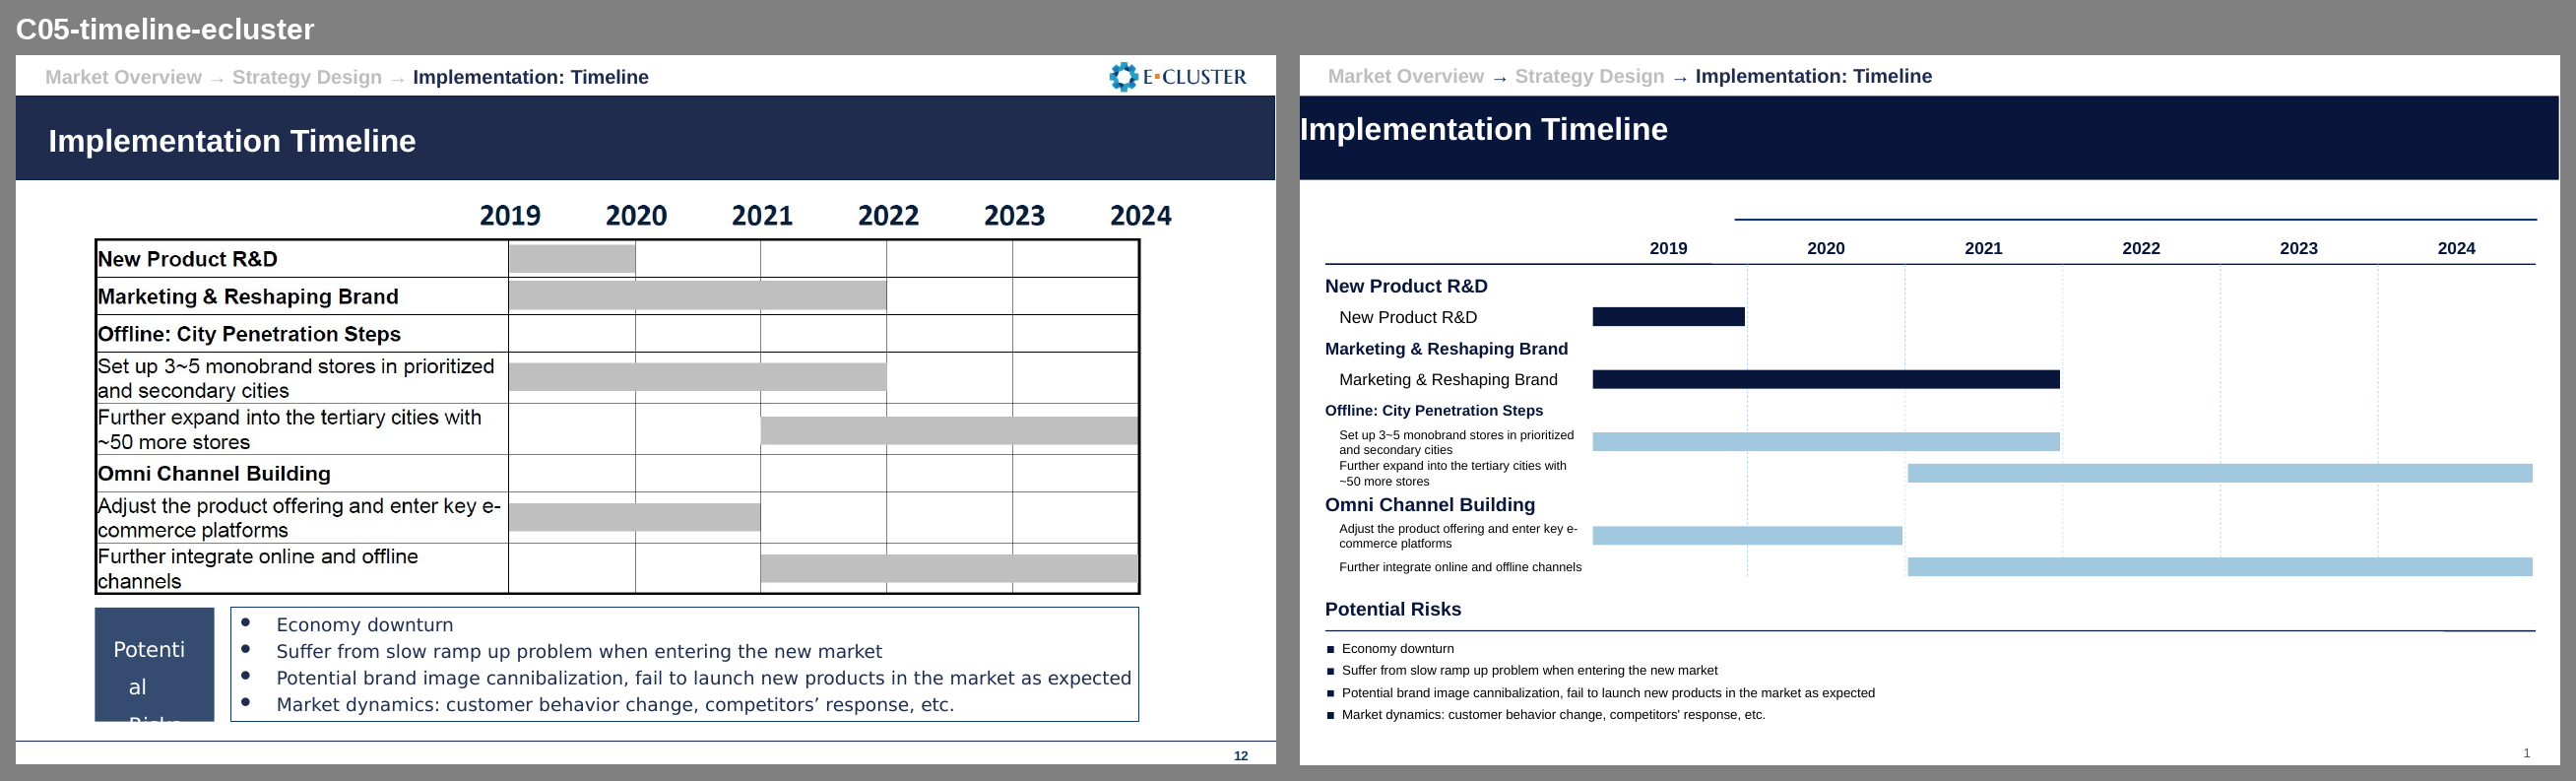 C05-timeline-ecluster
Market Overview → Strategy Design → Implementation: Timeline
E·CLUSTER
Implementation Timeline
2019 2020 2021 2022 2023 2024
New Product R&D
Marketing & Reshaping Brand
Offline: City Penetration Steps
Set up 3~5 monobrand stores in prioritized
and secondary cities
Further expand into the tertiary cities with
~50 more stores
Omni Channel Building
Adjust the product offering and enter key e-
commerce platforms
Further integrate online and offline
channels
Potenti
al
Risks
• Economy downturn
• Suffer from slow ramp up problem when entering the new market
• Potential brand image cannibalization, fail to launch new products in the market as expected
• Market dynamics: customer behavior change, competitors’ response, etc.
12
Market Overview → Strategy Design → Implementation: Timeline
Implementation Timeline
2019 2020 2021 2022 2023 2024
New Product R&D
New Product R&D
Marketing & Reshaping Brand
Marketing & Reshaping Brand
Offline: City Penetration Steps
Set up 3~5 monobrand stores in prioritized
and secondary cities
Further expand into the tertiary cities with
~50 more stores
Omni Channel Building
Adjust the product offering and enter key e-
commerce platforms
Further integrate online and offline channels
Potential Risks
■ Economy downturn
■ Suffer from slow ramp up problem when entering the new market
■ Potential brand image cannibalization, fail to launch new products in the market as expected
■ Market dynamics: customer behavior change, competitors' response, etc.
1